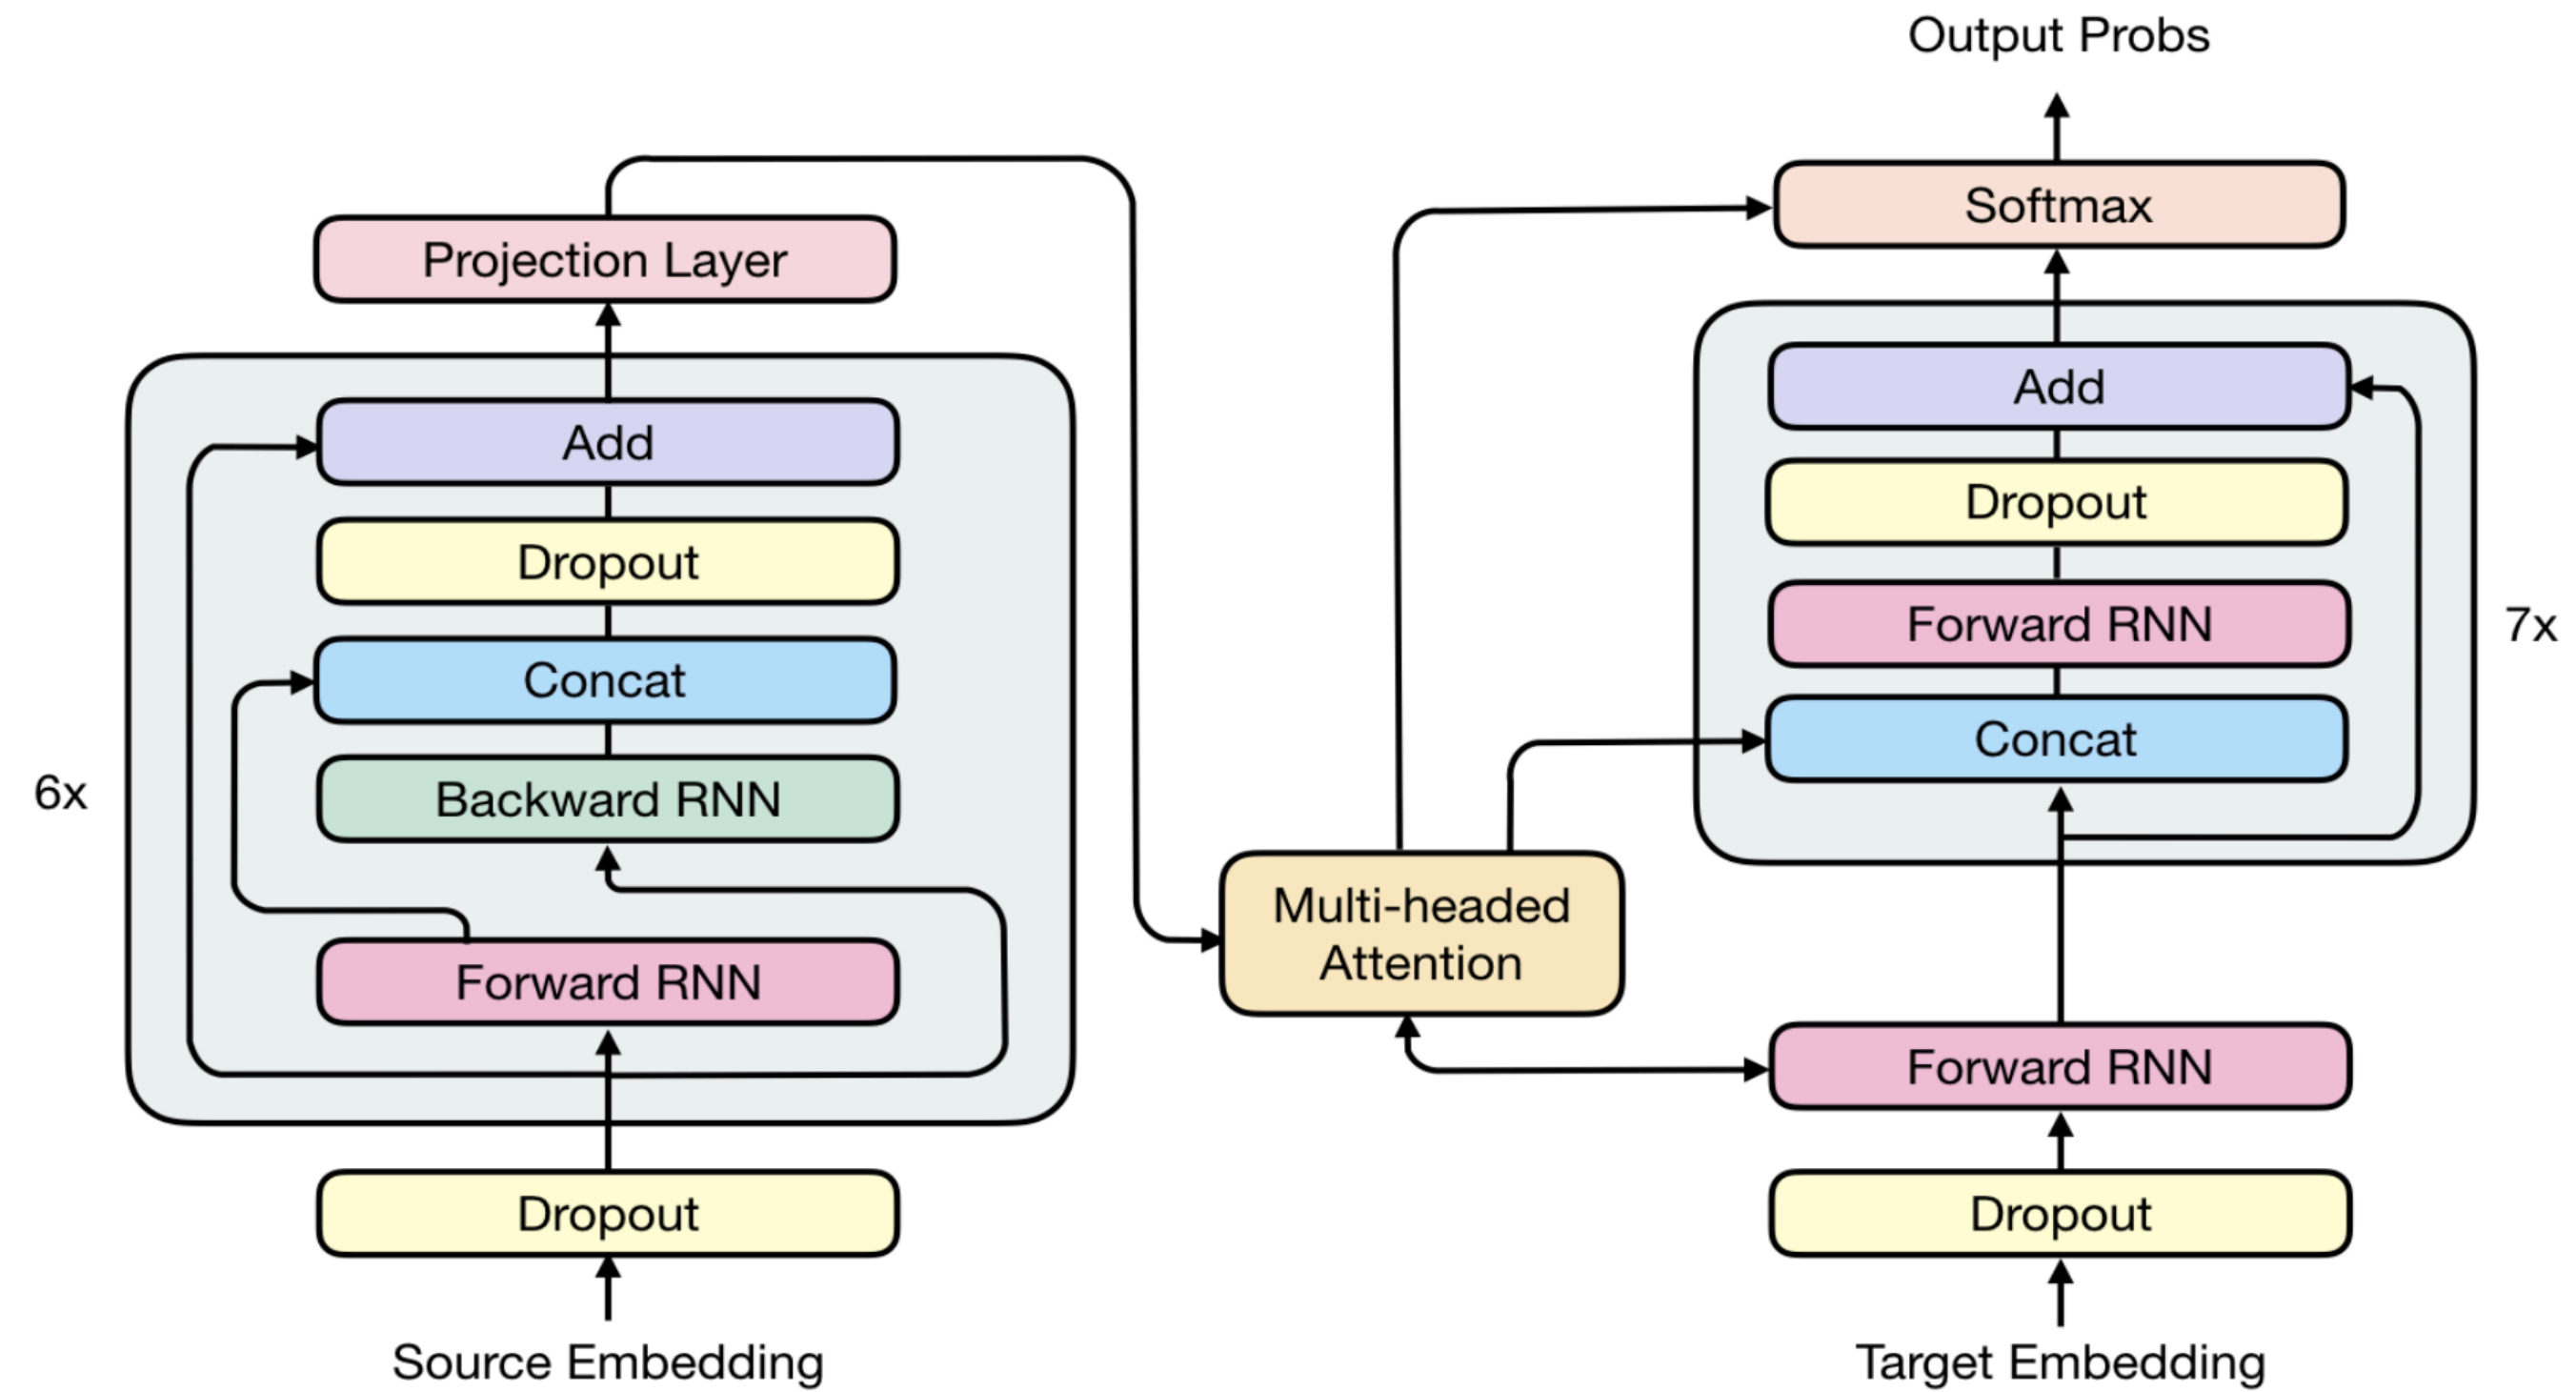 Projection Layer
Add
Dropout
Concat
Backward RNN
6x
Forward RNN
Dropout
Source Embedding
Multi-headed
Attention
Output Probs
Softmax
Add
Dropout
Forward RNN
7x
Concat
Forward RNN
Dropout
Target Embedding